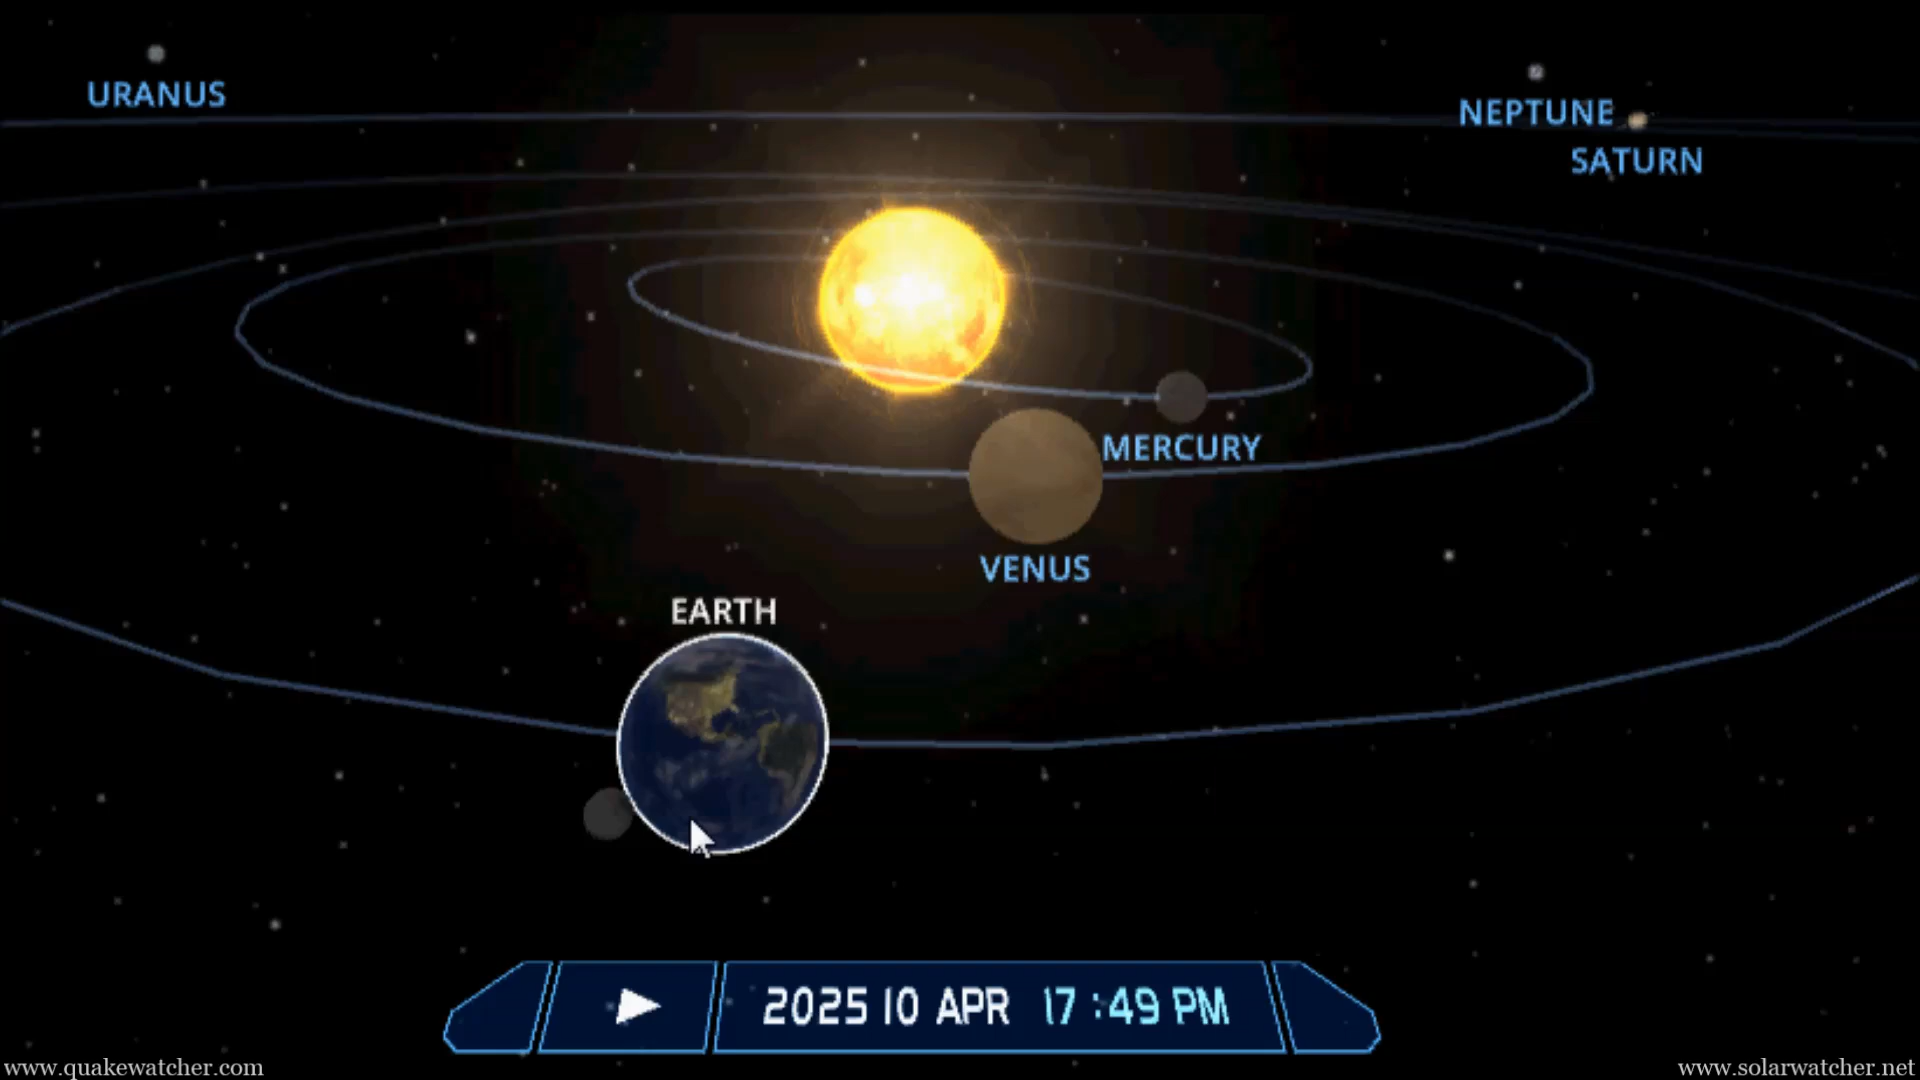 URANUS
NEPTUNE
SATURN
MERCURY
VENUS
EARTH
2025 10 APR 17 :49 PM
www.quakewatcher.com
www.solarwatcher.net